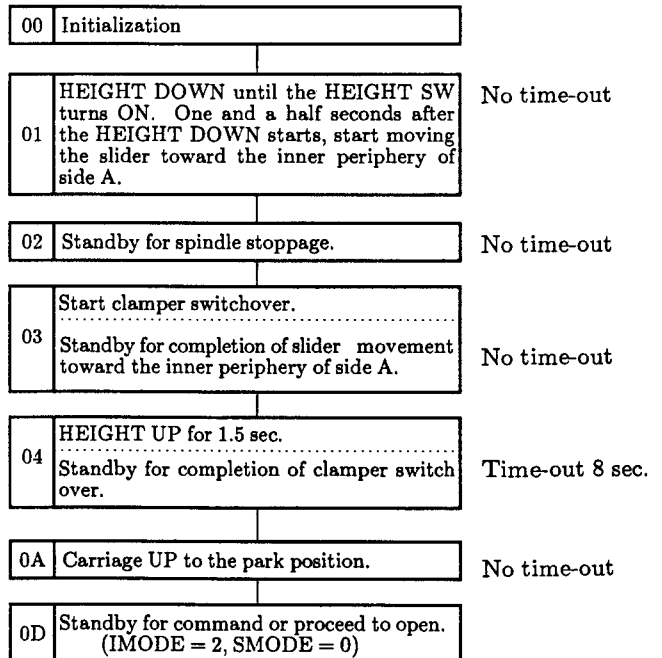 00 Initialization
01
HEIGHT DOWN until the HEIGHT SW
turns ON. One and a half seconds after
the HEIGHT DOWN starts, start moving
the slider toward the inner periphery of
side A.
No time-out
02 Standby for spindle stoppage.
No time-out
03
Start clamper switchover.
Standby for completion of slider movement
toward the inner periphery of side A.
No time-out
04
HEIGHT UP for 1.5 sec.
Standby for completion of clamper switch
over.
Time-out 8 sec.
0A Carriage UP to the park position.
No time-out
0D
Standby for command or proceed to open.
(IMODE = 2, SMODE = 0)